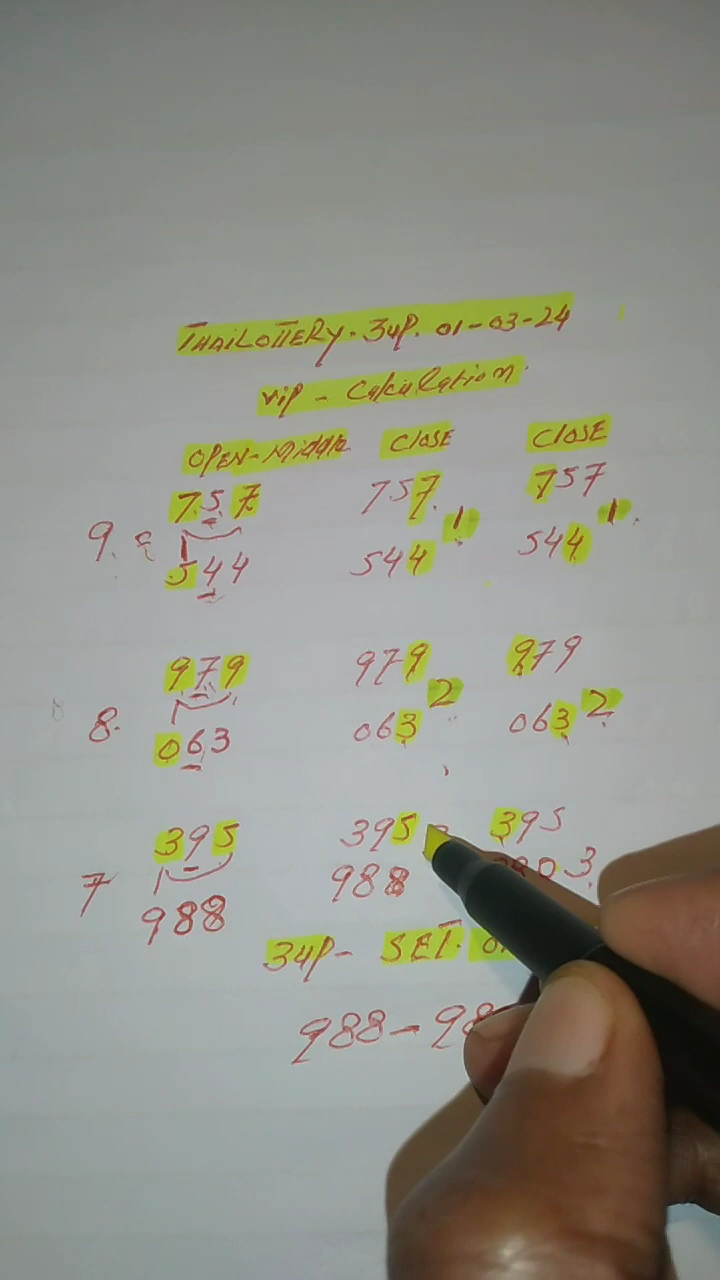 THAILOTTERY. 3UP. 01-03-24
VIP - Calculation.
OPEN-Middle CLOSE CLOSE
757 757 757
9. 1 1
544 544 544
979 979 979
8. 2 2
063 063 063
395 395 395
7 3
988 988
3UP- SET.
988-98